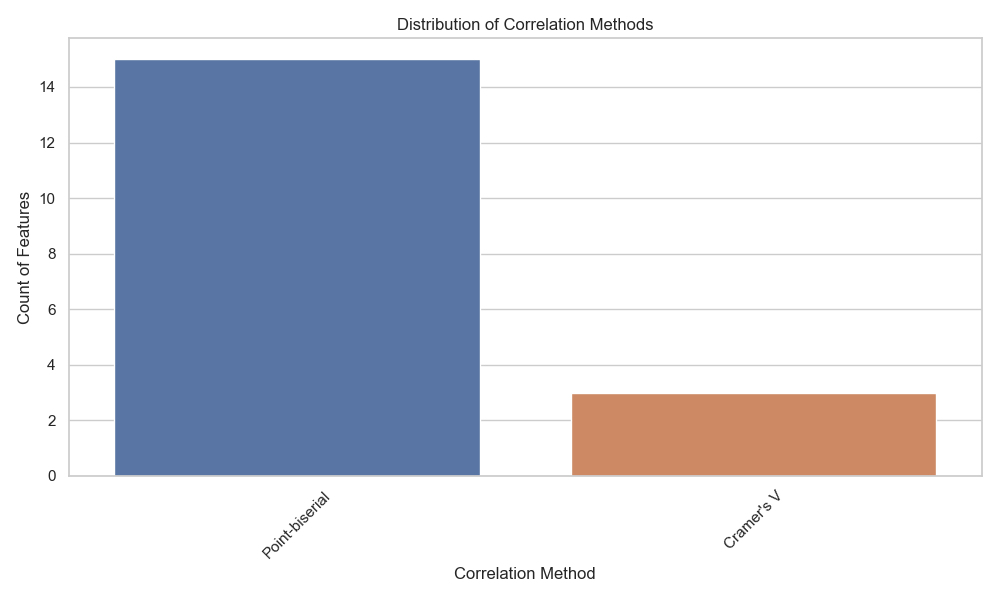 Distribution of Correlation Methods
Count of Features
14
12
10
8
6
4
2
0
Point-biserial
Cramer's V
Correlation Method